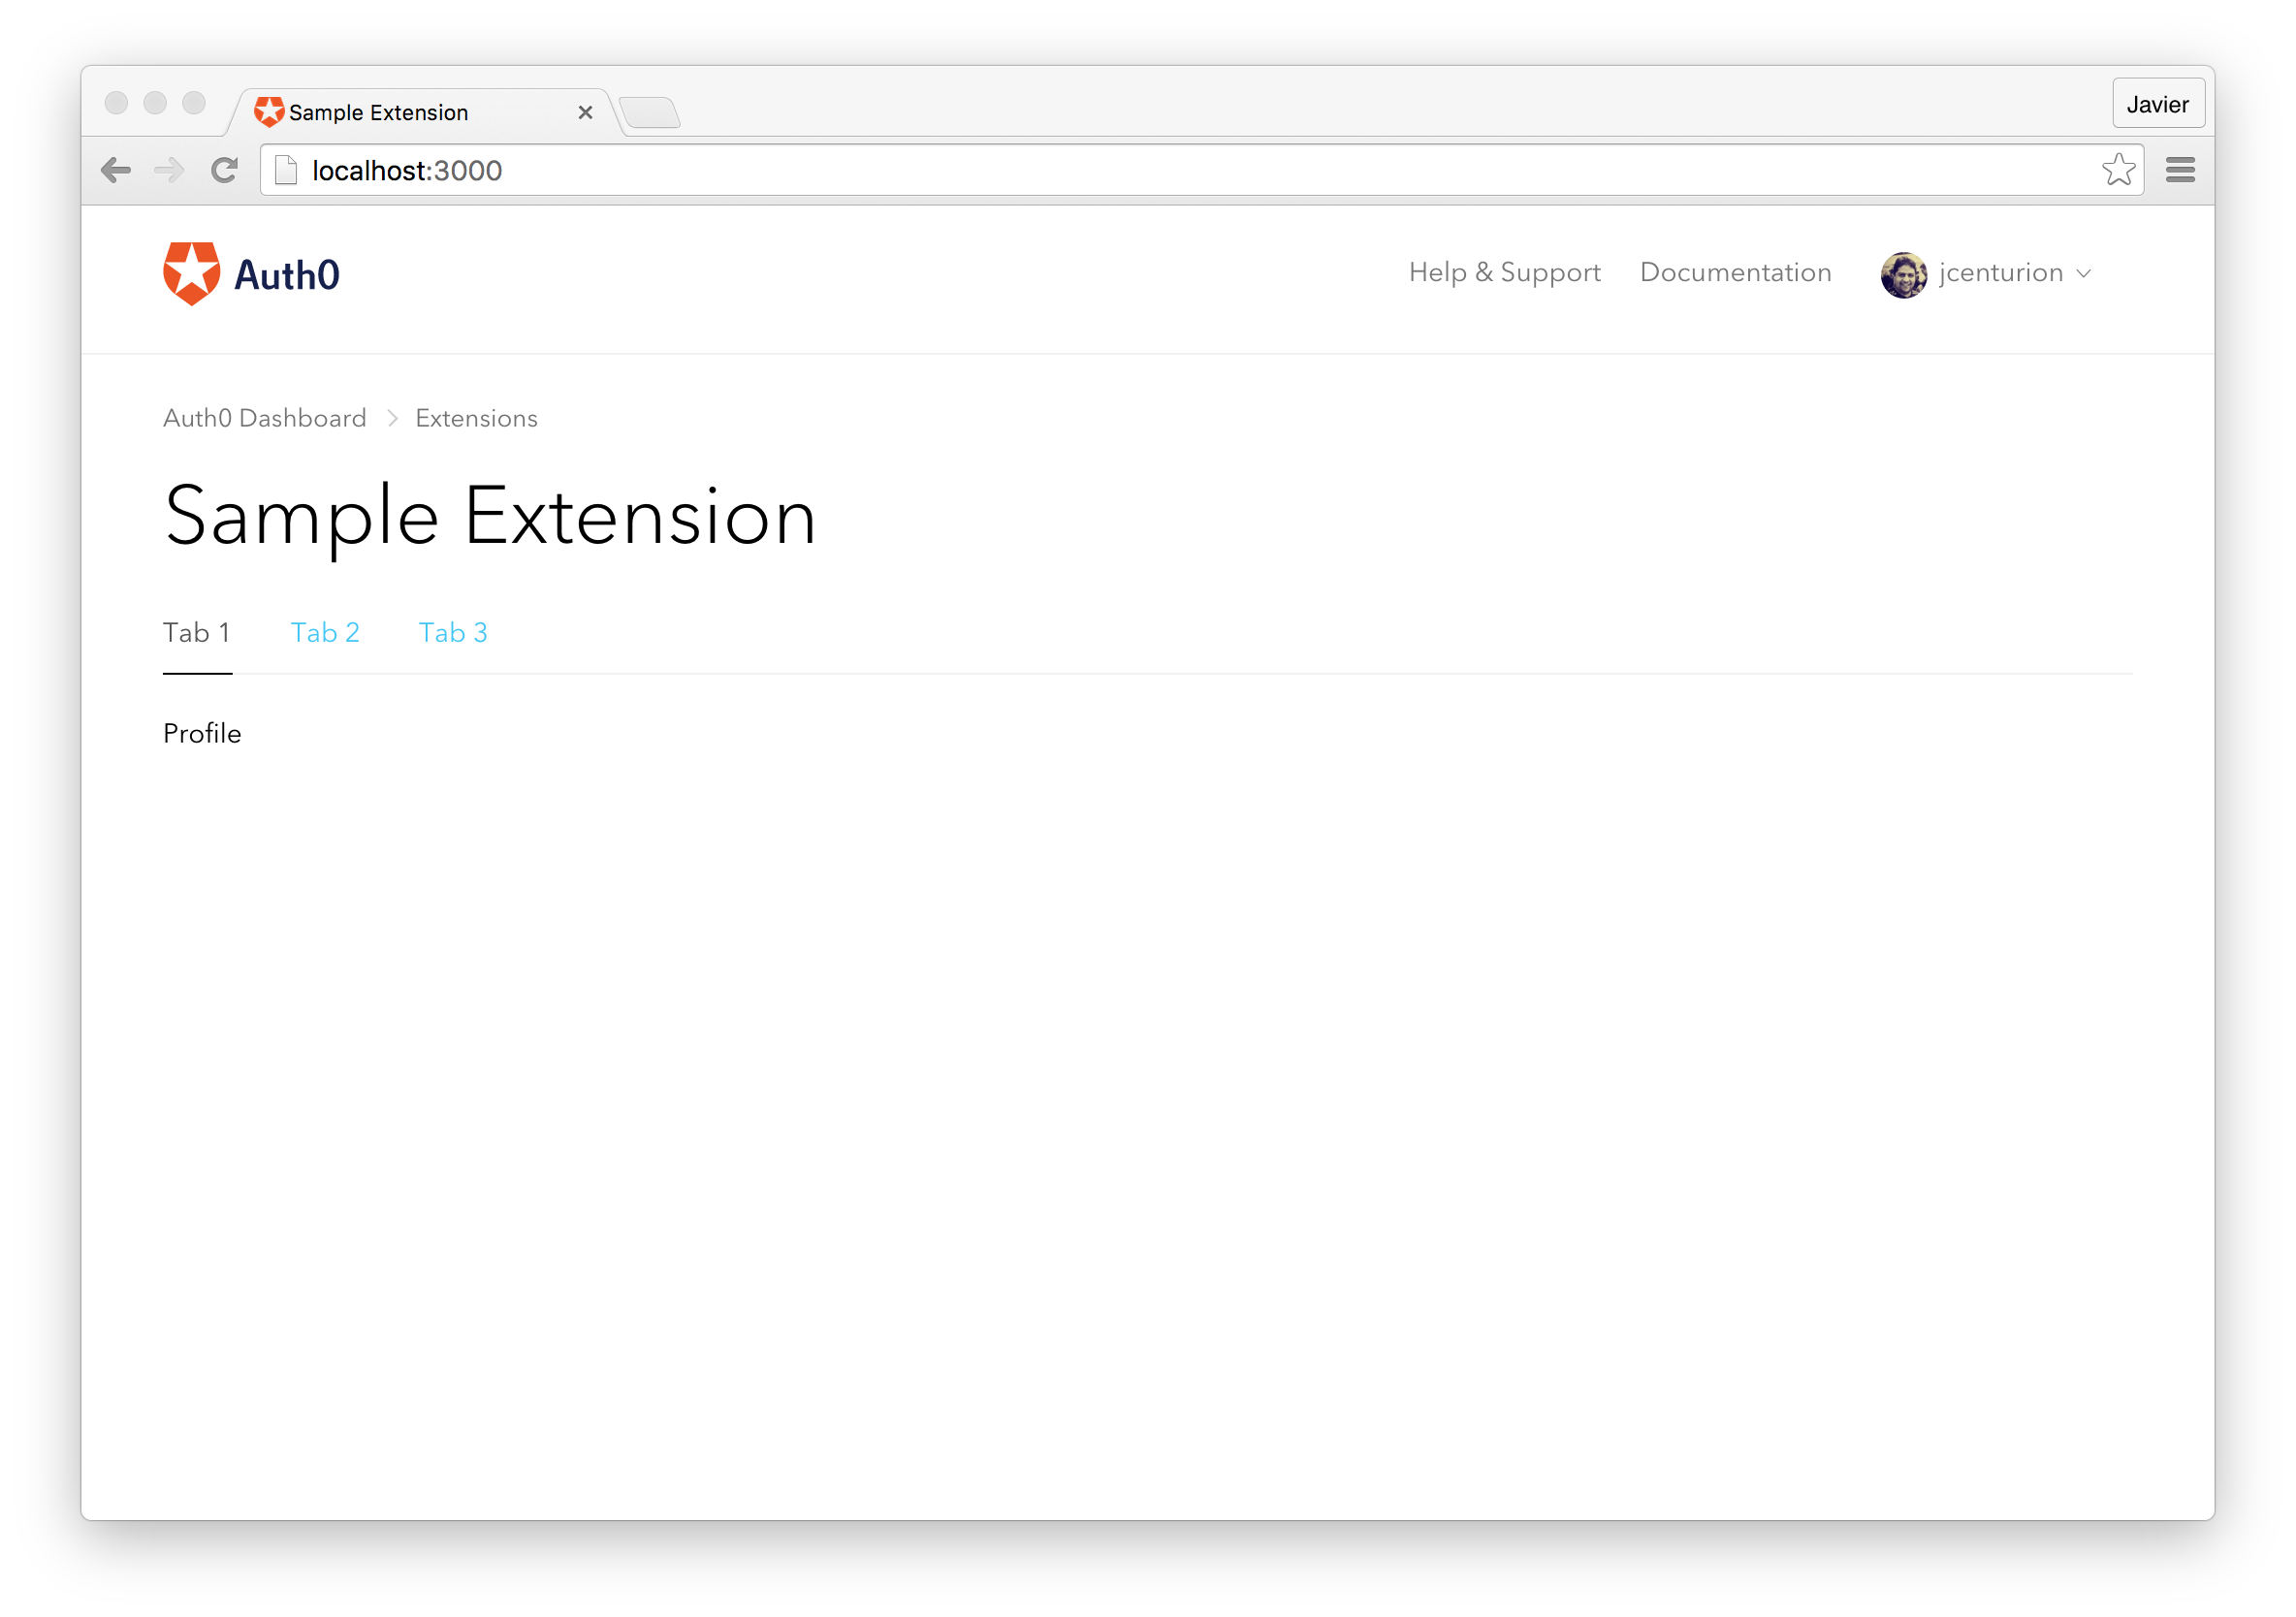 Sample Extension
Javier
localhost:3000
Auth0
Help & Support Documentation jcenturion
Auth0 Dashboard Extensions
Sample Extension
Tab 1 Tab 2 Tab 3
Profile